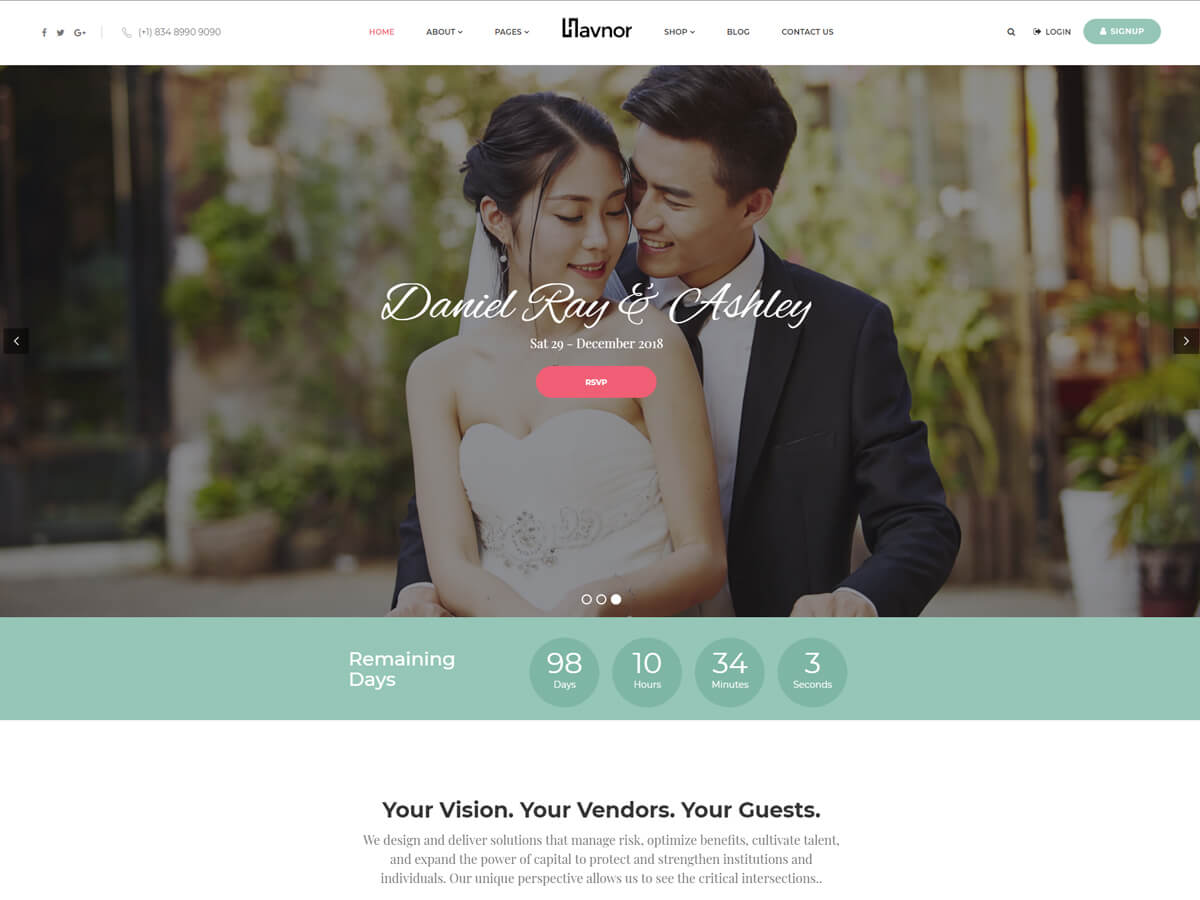 (+1) 834 8990 9090
HOME
ABOUT
PAGES
Havnor
SHOP
BLOG
CONTACT US
LOGIN
SIGNUP
Daniel Ray & Ashley
Sat 29 - December 2018
RSVP
Remaining
Days
98
Days
10
Hours
34
Minutes
3
Seconds
Your Vision. Your Vendors. Your Guests.
We design and deliver solutions that manage risk, optimize benefits, cultivate talent,
and expand the power of capital to protect and strengthen institutions and
individuals. Our unique perspective allows us to see the critical intersections..